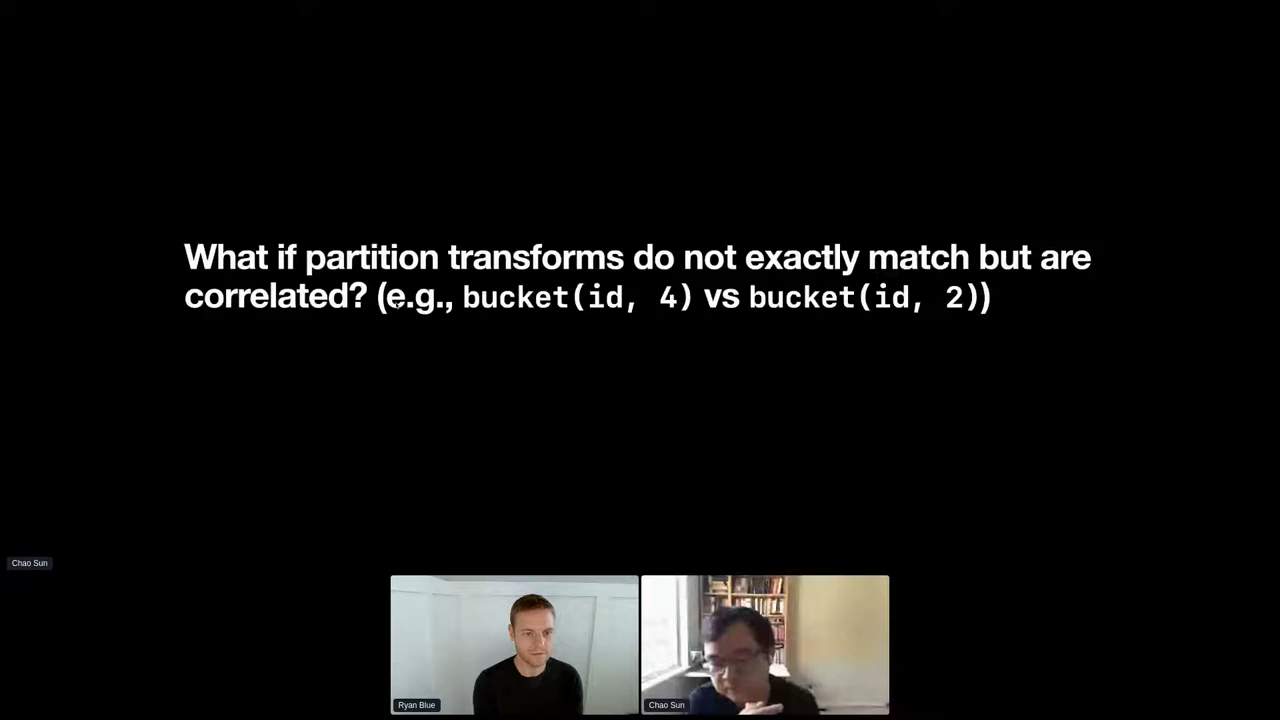 What if partition transforms do not exactly match but are
correlated? (e.g., bucket(id, 4) vs bucket(id, 2))
Chao Sun
Ryan Blue
Chao Sun